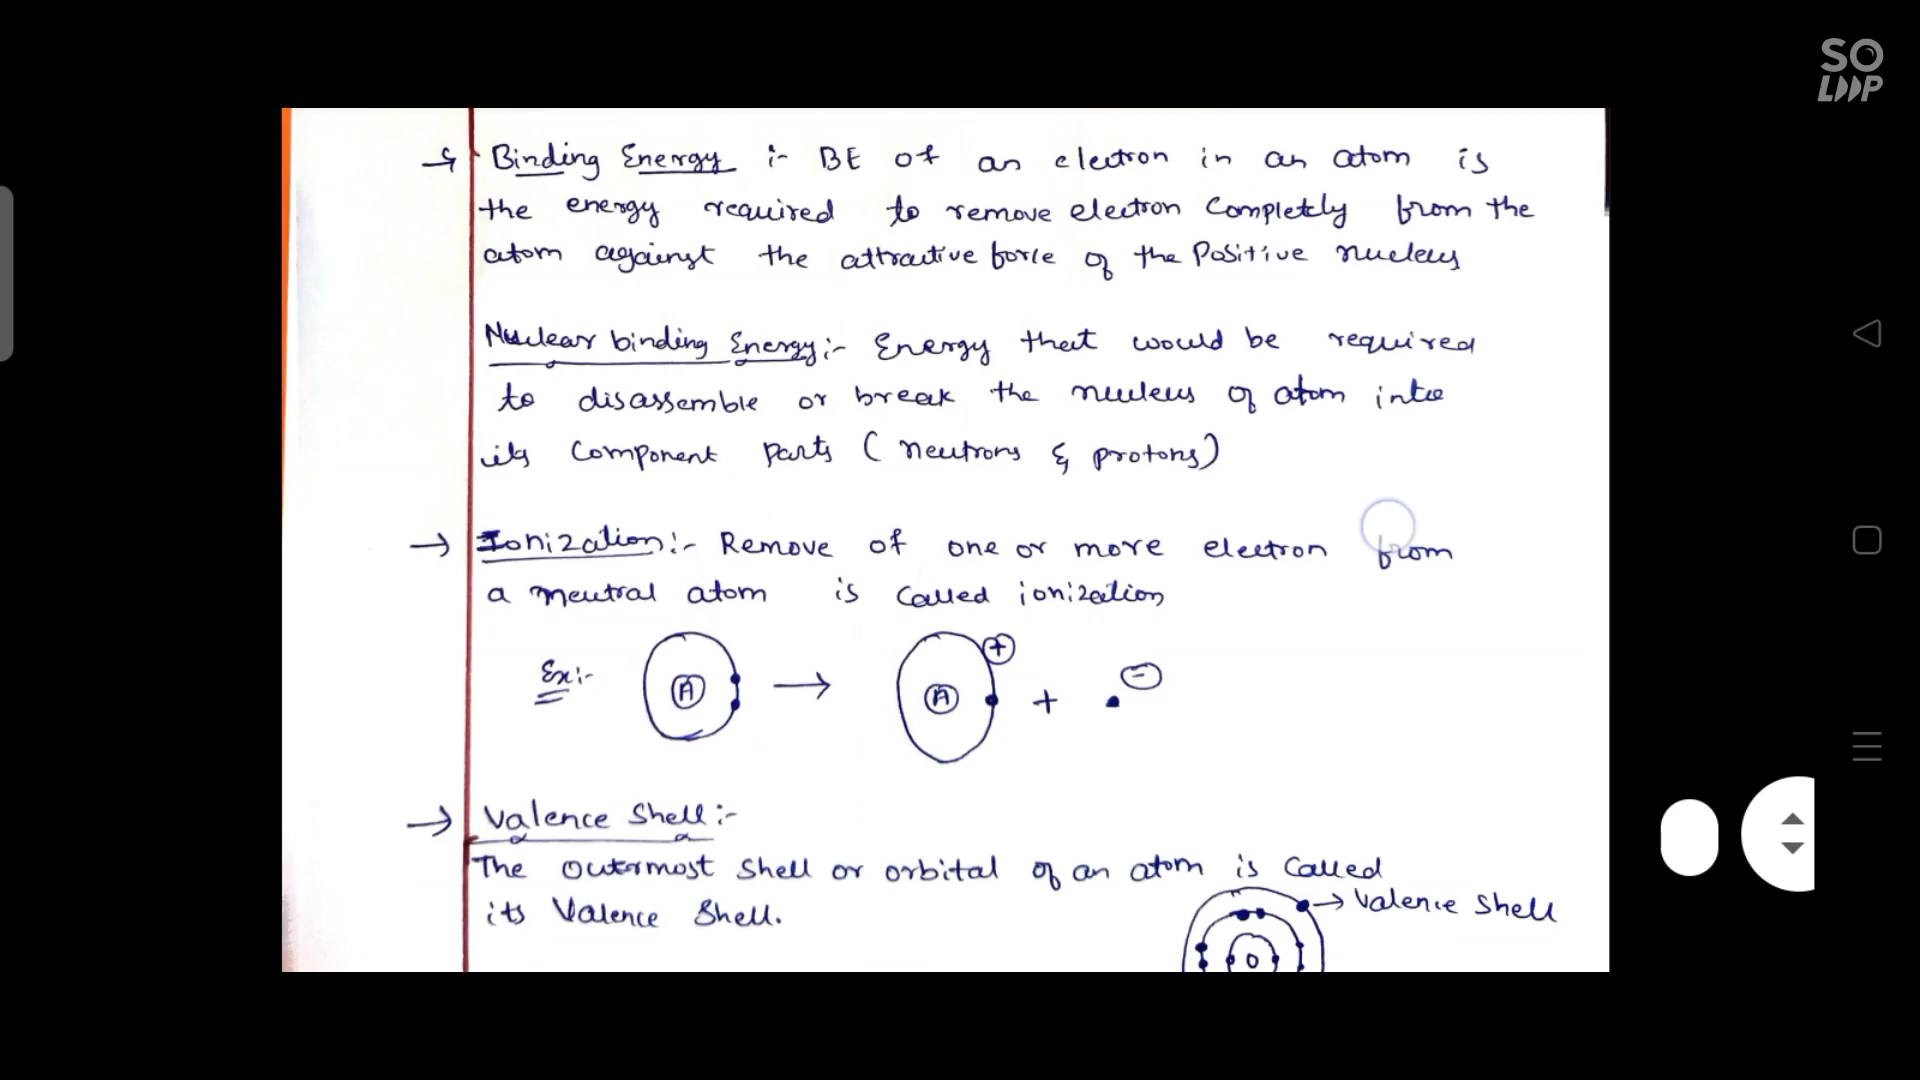 SO
LOOP
→ Binding Energy :- BE of an electron in an atom is
the energy required to remove electron completly from the
atom against the attractive force of the Positive nucleus
Nuclear binding Energy :- Energy that would be required
to disassemble or break the nucleus of atom into
its component parts ( neutrons & protons)
→ Ionization :- Remove of one or more electron from
a neutral atom is called ionization
Ex :- A → A + + -
→ Valence Shell :-
The Outermost Shell or orbital of an atom is called
its Valence Shell.
→ Valence Shell